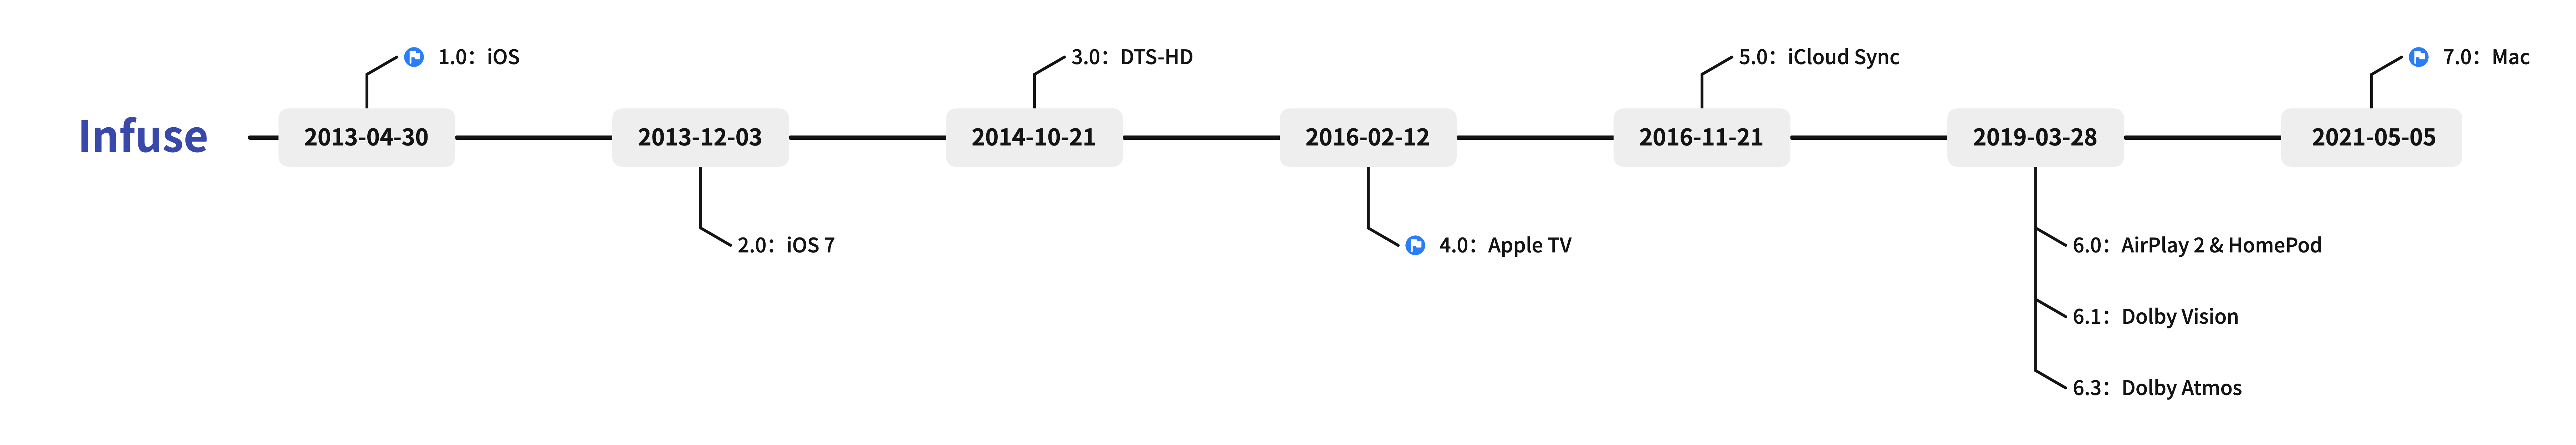 Infuse
2013-04-30
1.0：iOS
2013-12-03
2.0：iOS 7
2014-10-21
3.0：DTS-HD
2016-02-12
4.0：Apple TV
2016-11-21
5.0：iCloud Sync
2019-03-28
6.0：AirPlay 2 & HomePod
6.1：Dolby Vision
6.3：Dolby Atmos
2021-05-05
7.0：Mac